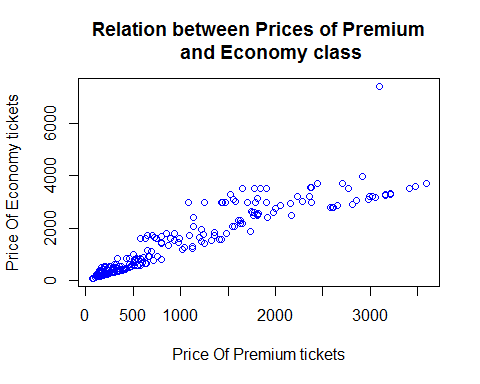 Relation between Prices of Premium
and Economy class
Price Of Economy tickets
6000
4000
2000
0
0 500 1000 2000 3000
Price Of Premium tickets